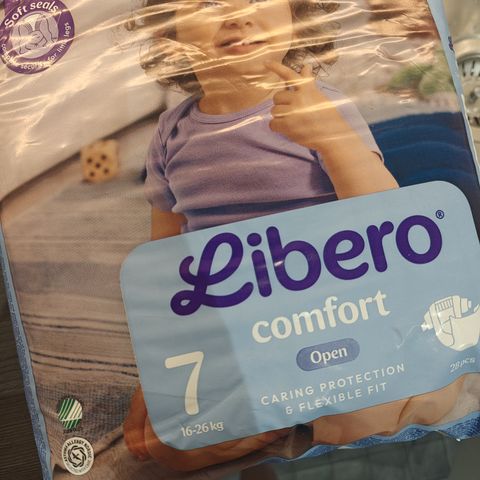 Soft seals
Libero®
comfort
Open
7
16-26 kg
CARING PROTECTION
& FLEXIBLE FIT
28 pcs